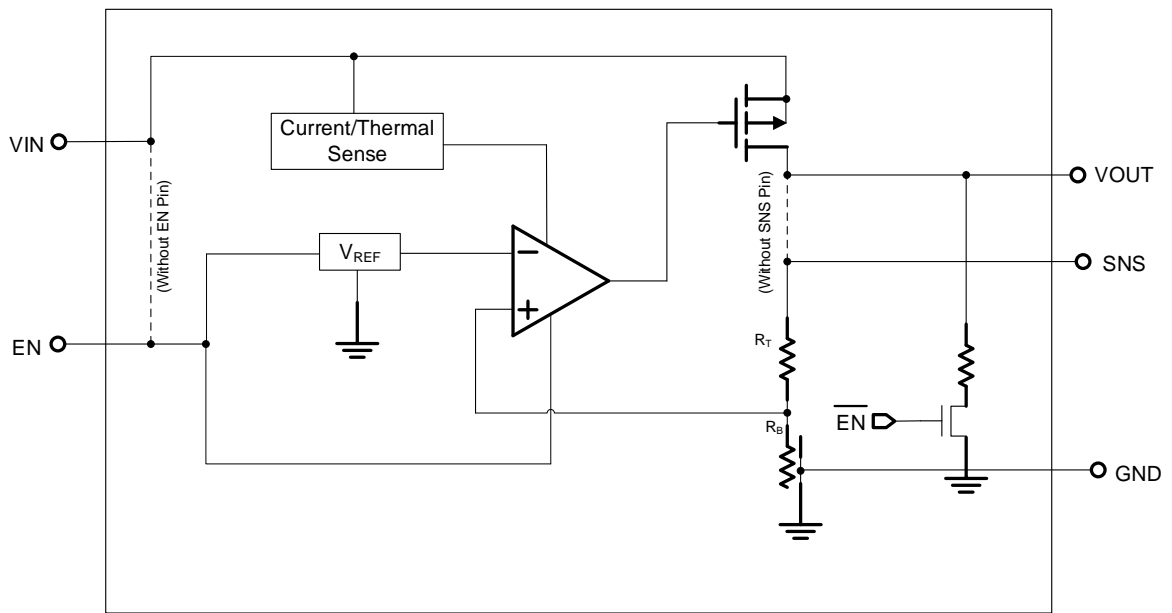 Current/Thermal
Sense
VIN
(Without EN Pin)
(Without SNS Pin)
VOUT
VREF
−
+
SNS
EN
RT
RB
EN
GND